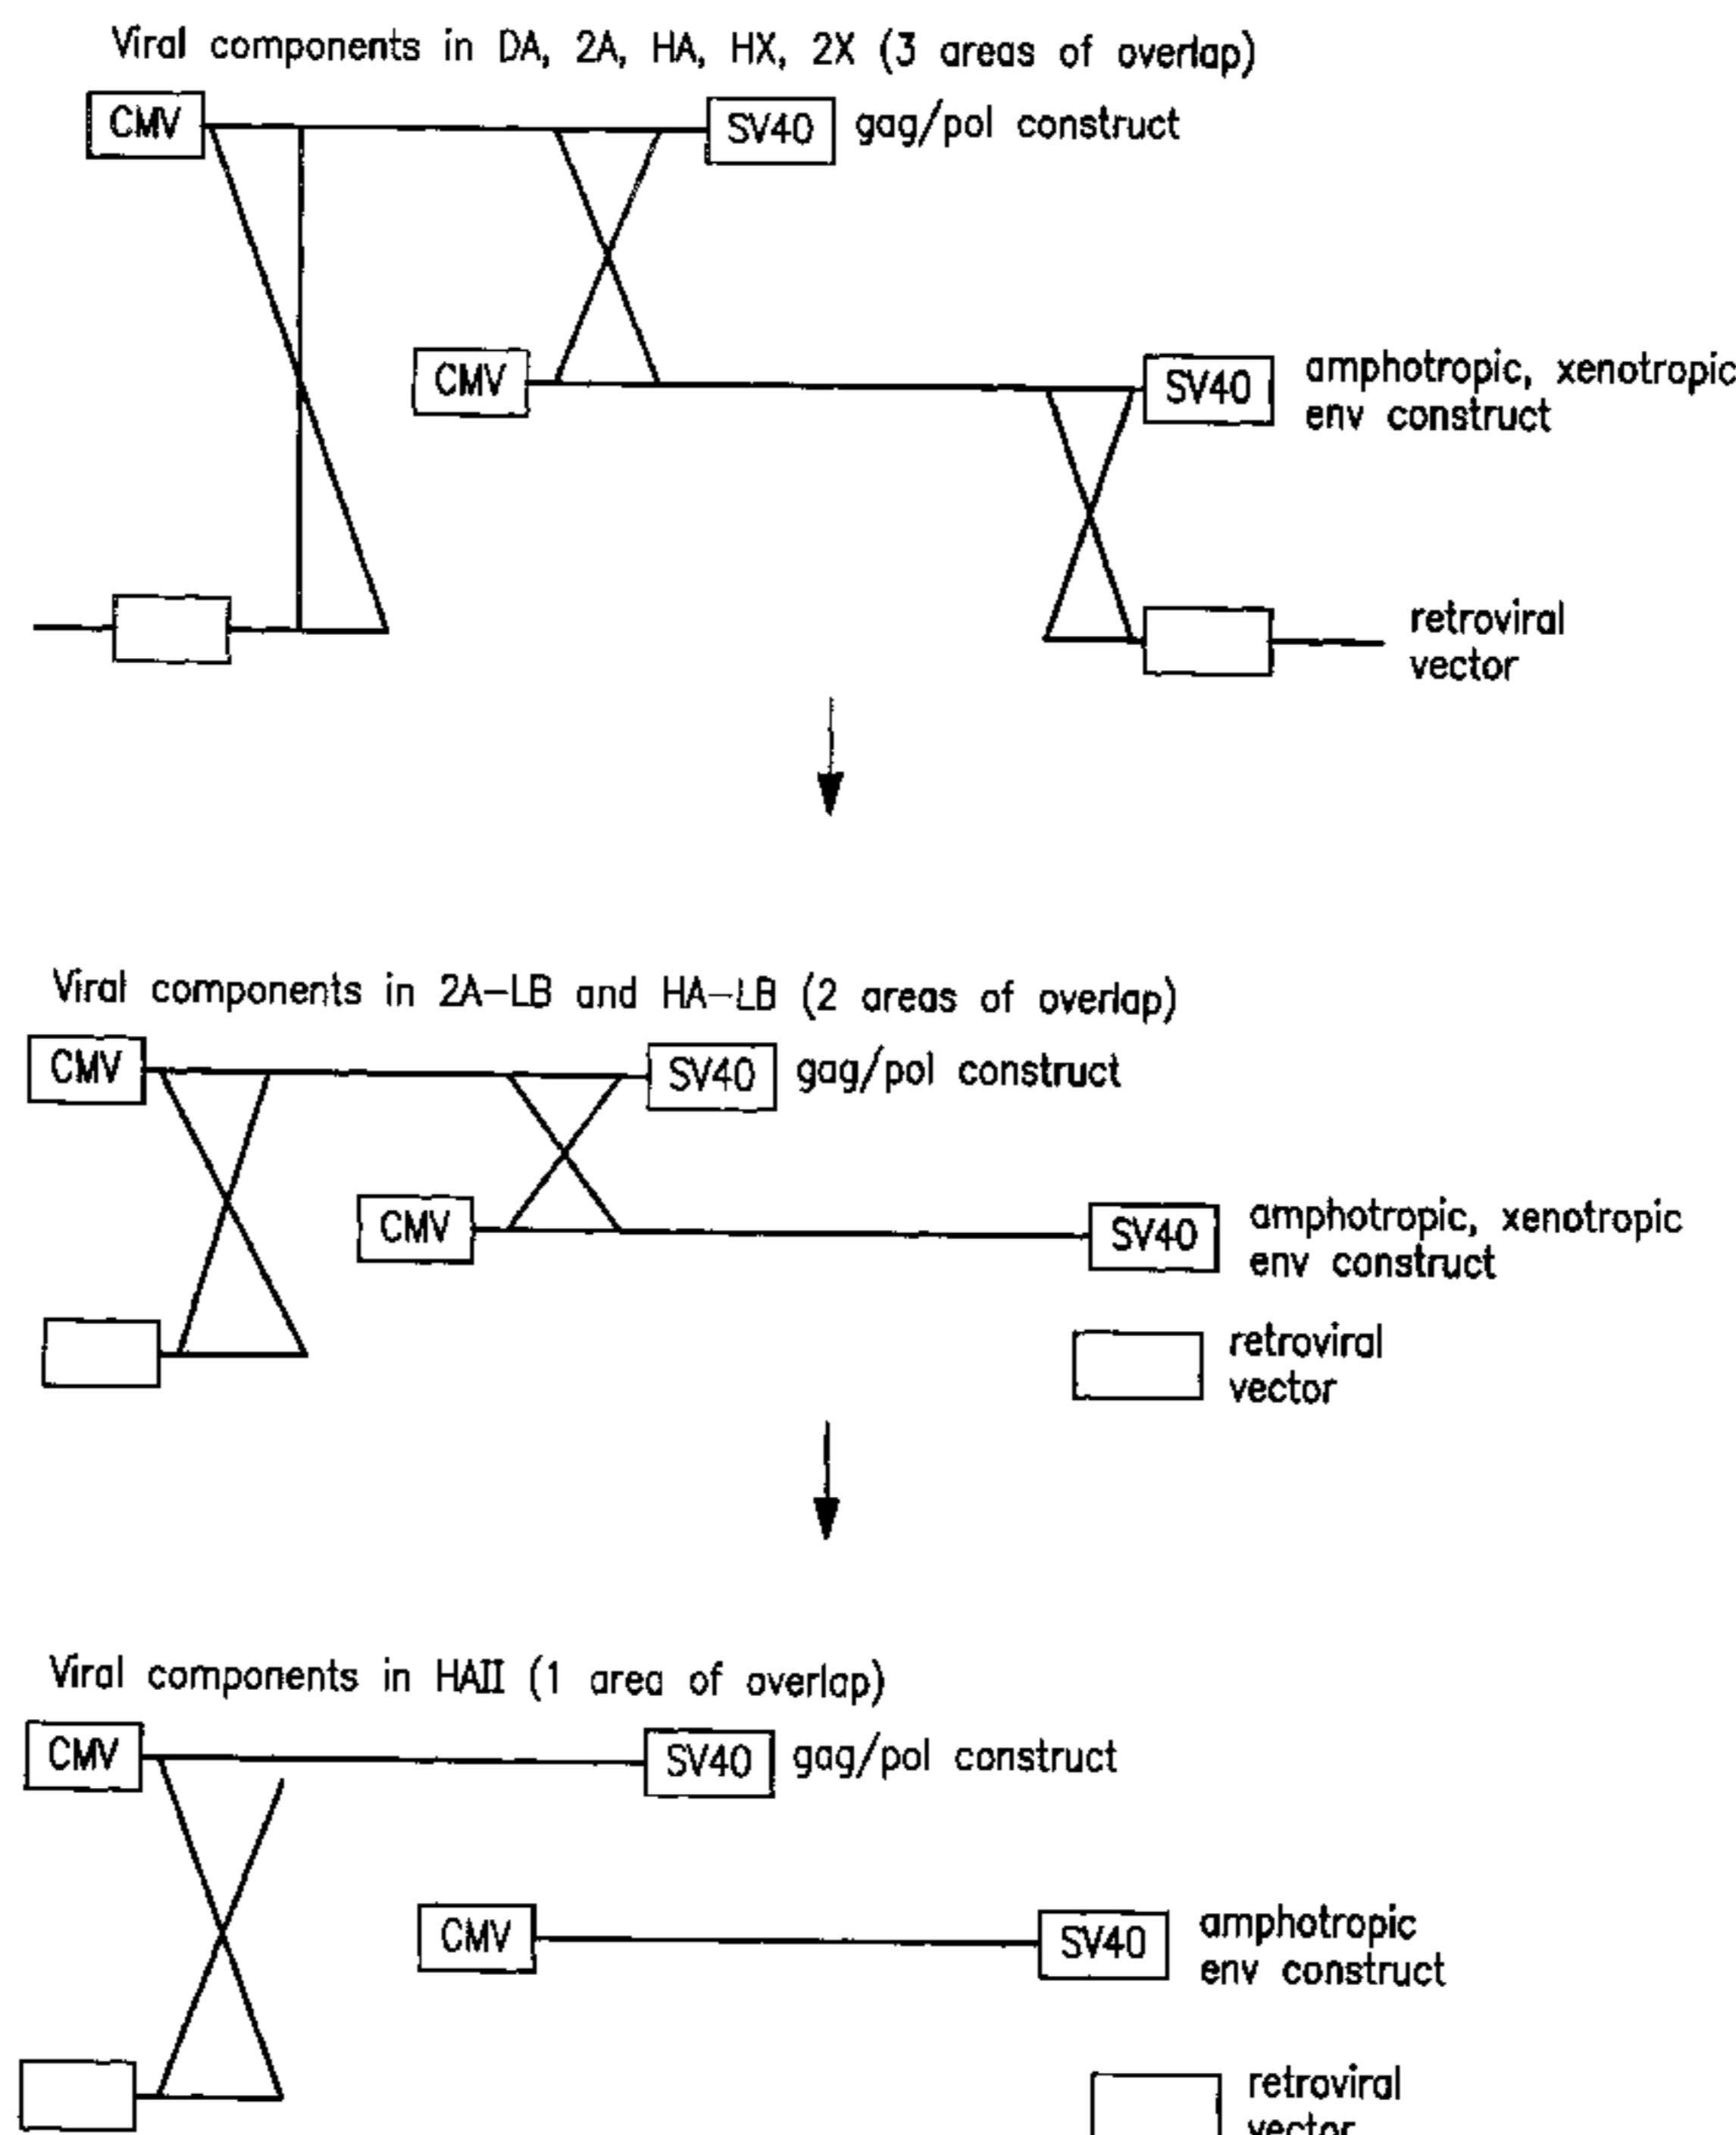 Viral components in DA, 2A, HA, HX, 2X (3 areas of overlap)
CMV
SV40
gag/pol construct
CMV
SV40
amphotropic, xenotropic
env construct
retroviral
vector
Viral components in 2A-LB and HA-LB (2 areas of overlap)
CMV
SV40
gag/pol construct
CMV
SV40
amphotropic, xenotropic
env construct
retroviral
vector
Viral components in HAII (1 area of overlap)
CMV
SV40
gag/pol construct
CMV
SV40
amphotropic
env construct
retroviral
vector